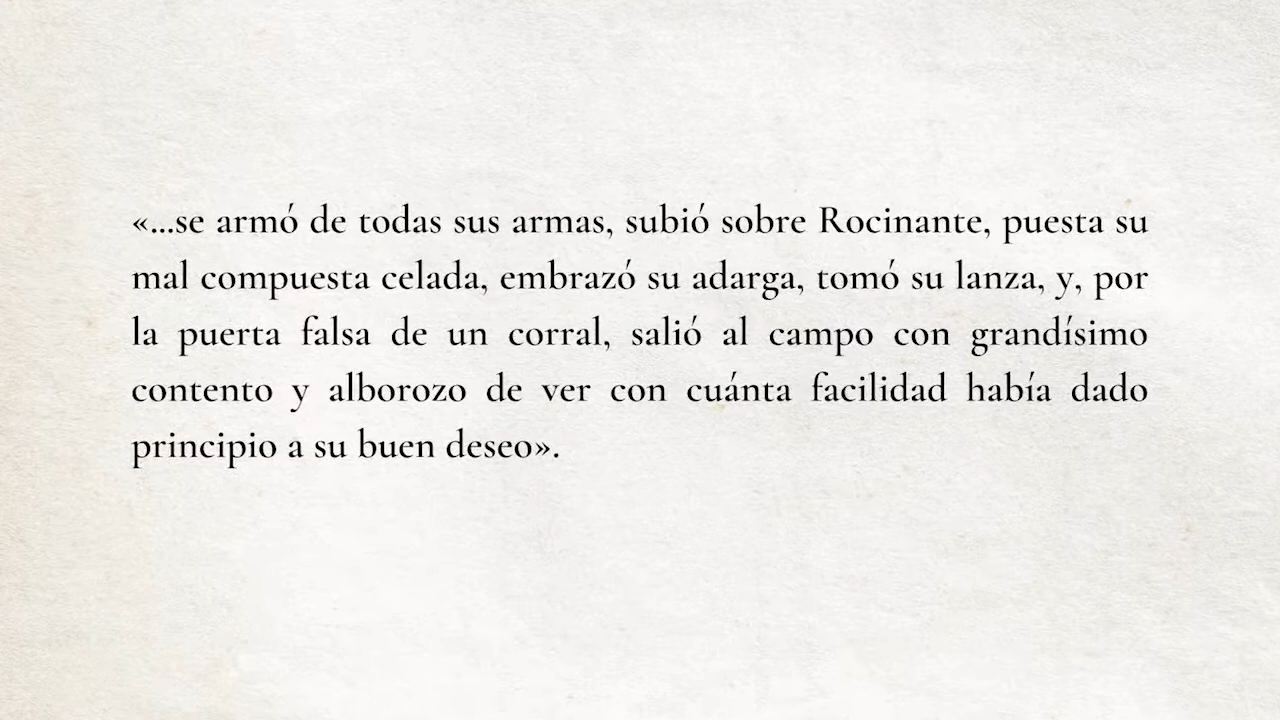 «...se armó de todas sus armas, subió sobre Rocinante, puesta su
mal compuesta celada, embrazó su adarga, tomó su lanza, y, por
la puerta falsa de un corral, salió al campo con grandísimo
contento y alborozo de ver con cuánta facilidad había dado
principio a su buen deseo».